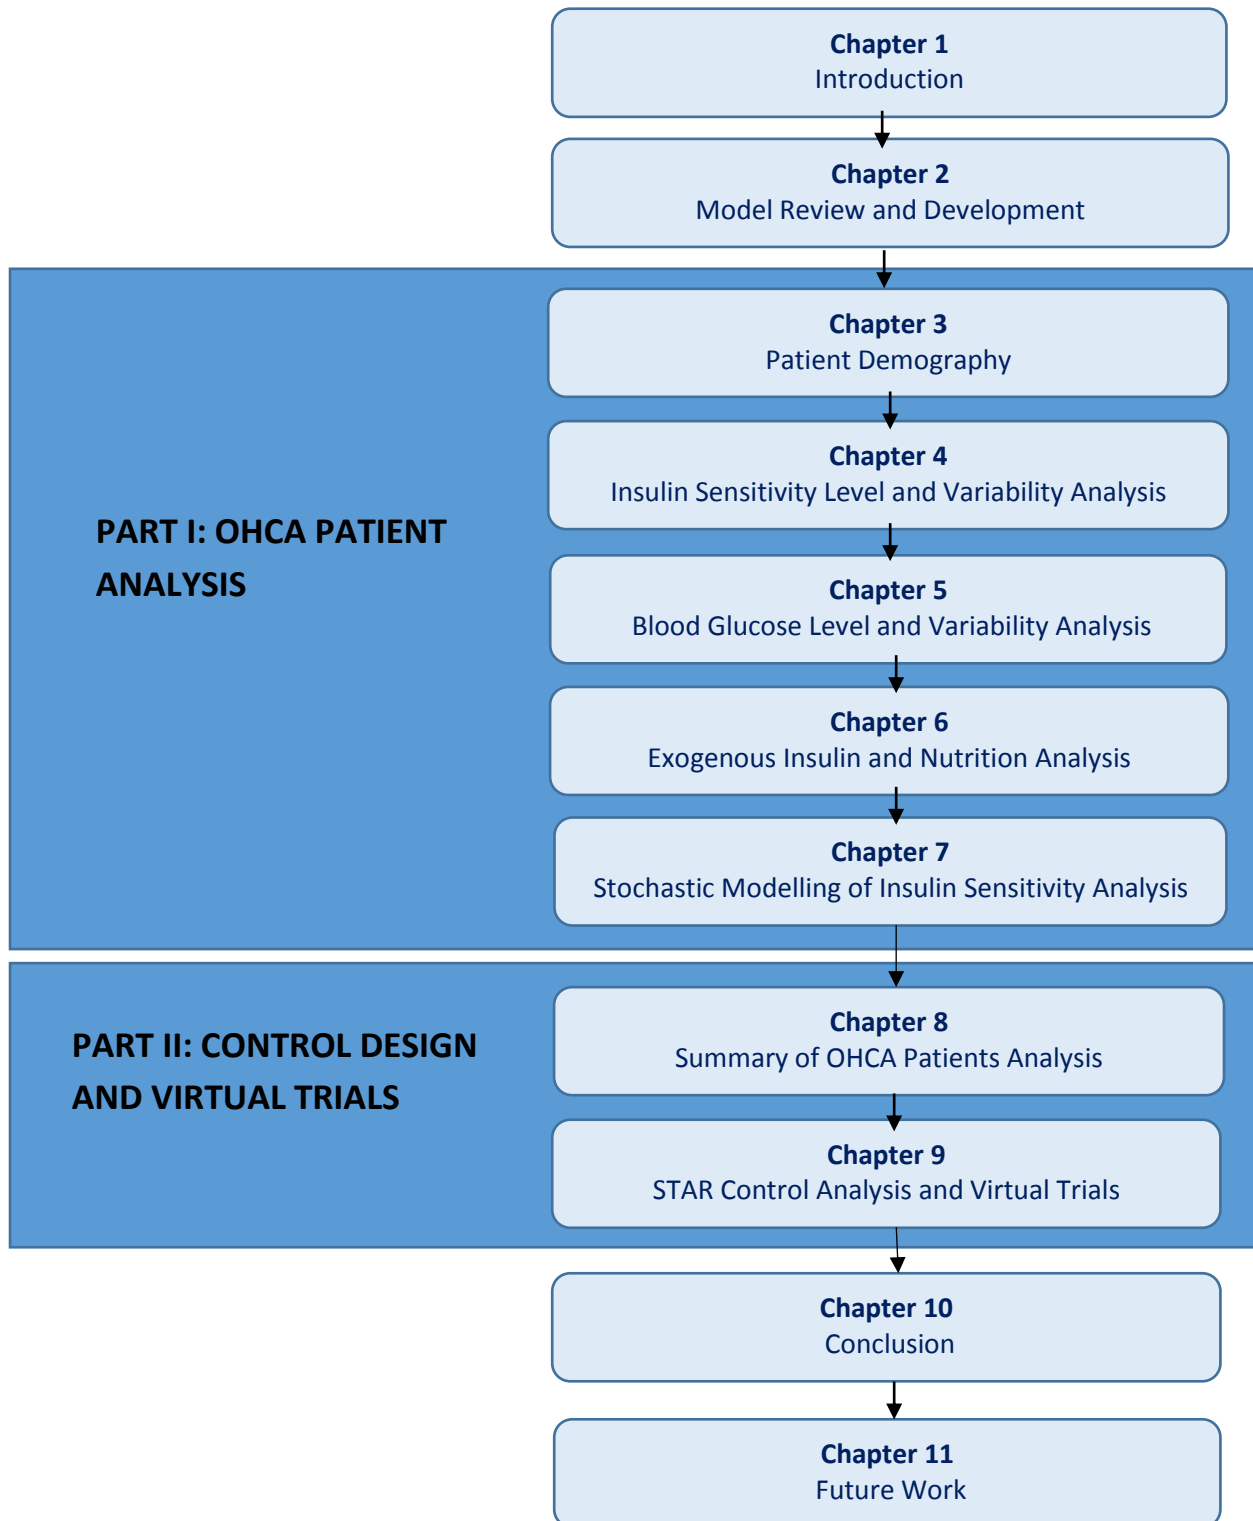 Chapter 1
Introduction
Chapter 2
Model Review and Development
PART I: OHCA PATIENT
ANALYSIS
Chapter 3
Patient Demography
Chapter 4
Insulin Sensitivity Level and Variability Analysis
Chapter 5
Blood Glucose Level and Variability Analysis
Chapter 6
Exogenous Insulin and Nutrition Analysis
Chapter 7
Stochastic Modelling of Insulin Sensitivity Analysis
PART II: CONTROL DESIGN
AND VIRTUAL TRIALS
Chapter 8
Summary of OHCA Patients Analysis
Chapter 9
STAR Control Analysis and Virtual Trials
Chapter 10
Conclusion
Chapter 11
Future Work